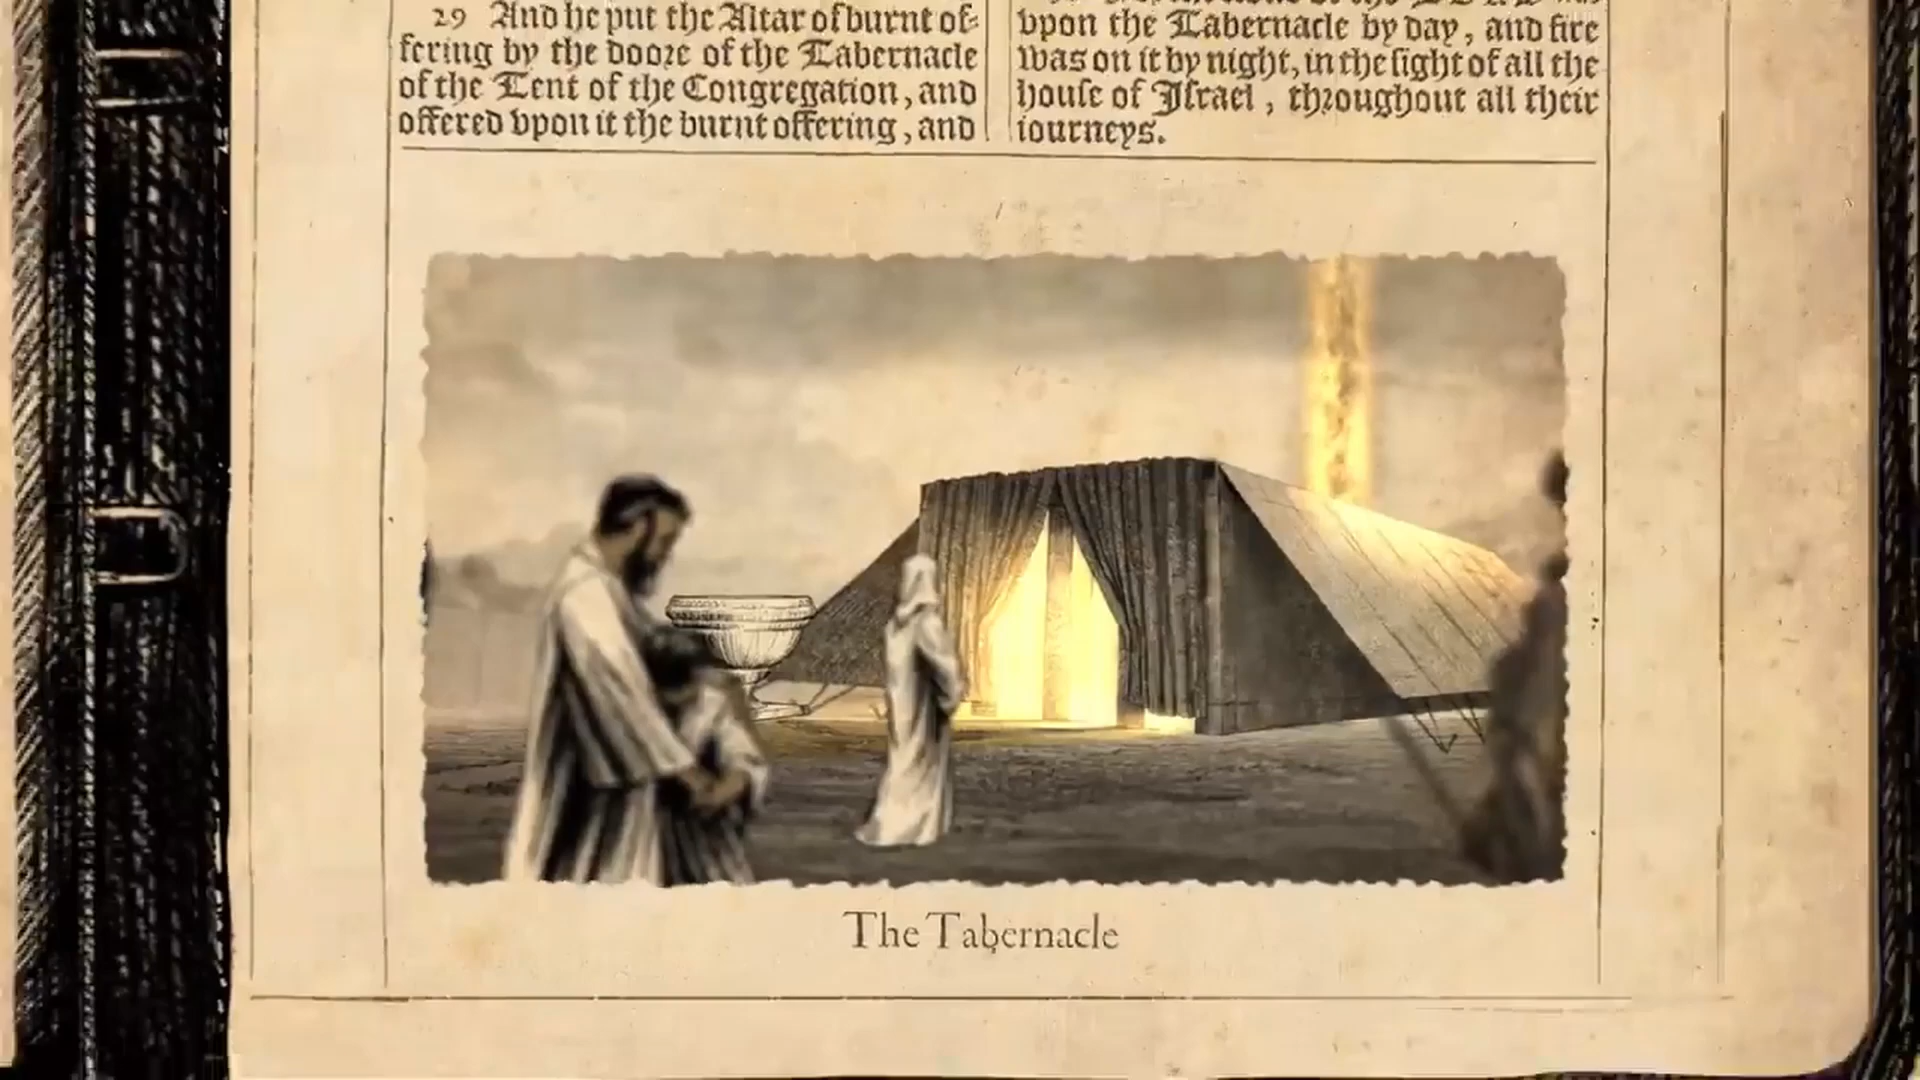 29 And he put the Altar of burnt of-
fering by the doore of the Tabernacle
of the Tent of the Congregation, and
offered vpon it the burnt offering, and
vpon the Tabernacle by day, and fire
was on it by night, in the sight of all the
house of Israel, throughout all their
iourneys.
The Tabernacle